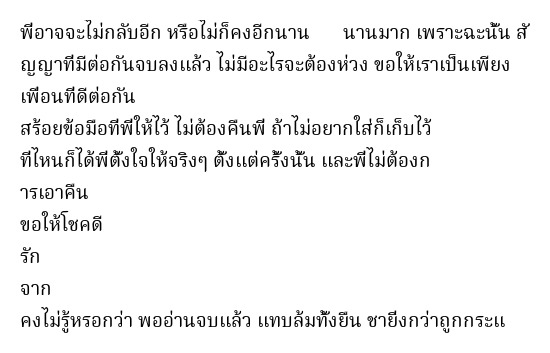 พี่อาจจะไม่กลับอีก หรือไม่ก็คงอีกนาน นานมาก เพราะฉะนั้น สั
ญญาที่มีต่อกันจบลงแล้ว ไม่มีอะไรจะต้องห่วง ขอให้เราเป็นเพียง
เพื่อนที่ดีต่อกัน
สร้อยข้อมือที่พี่ให้ไว้ ไม่ต้องคืนพี่ ถ้าไม่อยากใส่ก็เก็บไว้
ที่ไหนก็ได้พี่ตั้งใจให้จริงๆ ตั้งแต่ครั้งนั้น และพี่ไม่ต้องก
ารเอาคืน
ขอให้โชคดี
รัก
จาก
คงไม่รู้หรอกว่า พออ่านจบแล้ว แทบล้มทั้งยืน ชายิ่งกว่าถูกกระแ